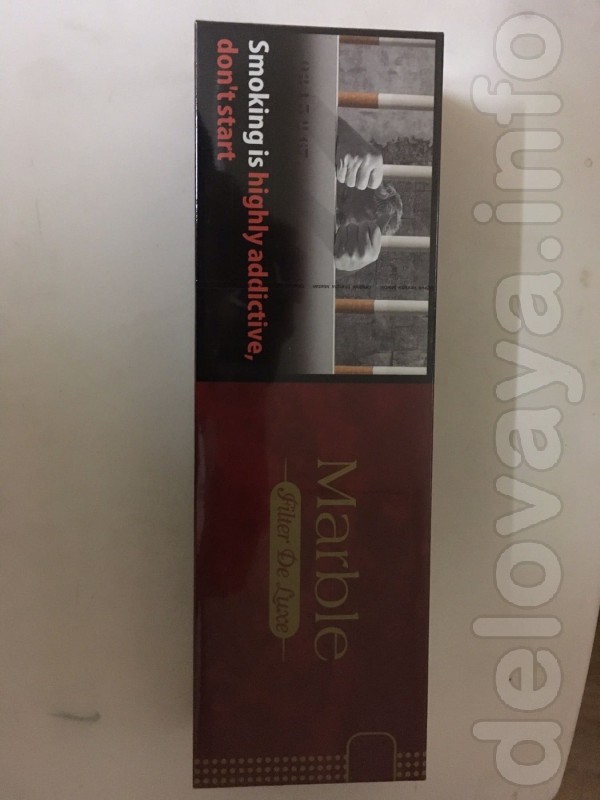 Smoking is highly addictive,
don't start
Marble
Filter De Luxe
delovaya.info